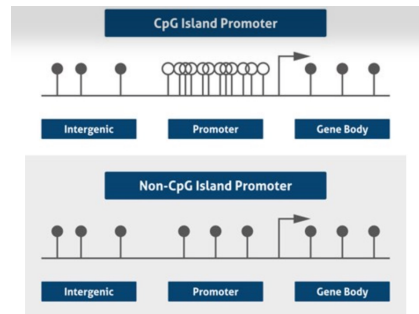 CpG Island Promoter
Intergenic Promoter Gene Body
Non-CpG Island Promoter
Intergenic Promoter Gene Body